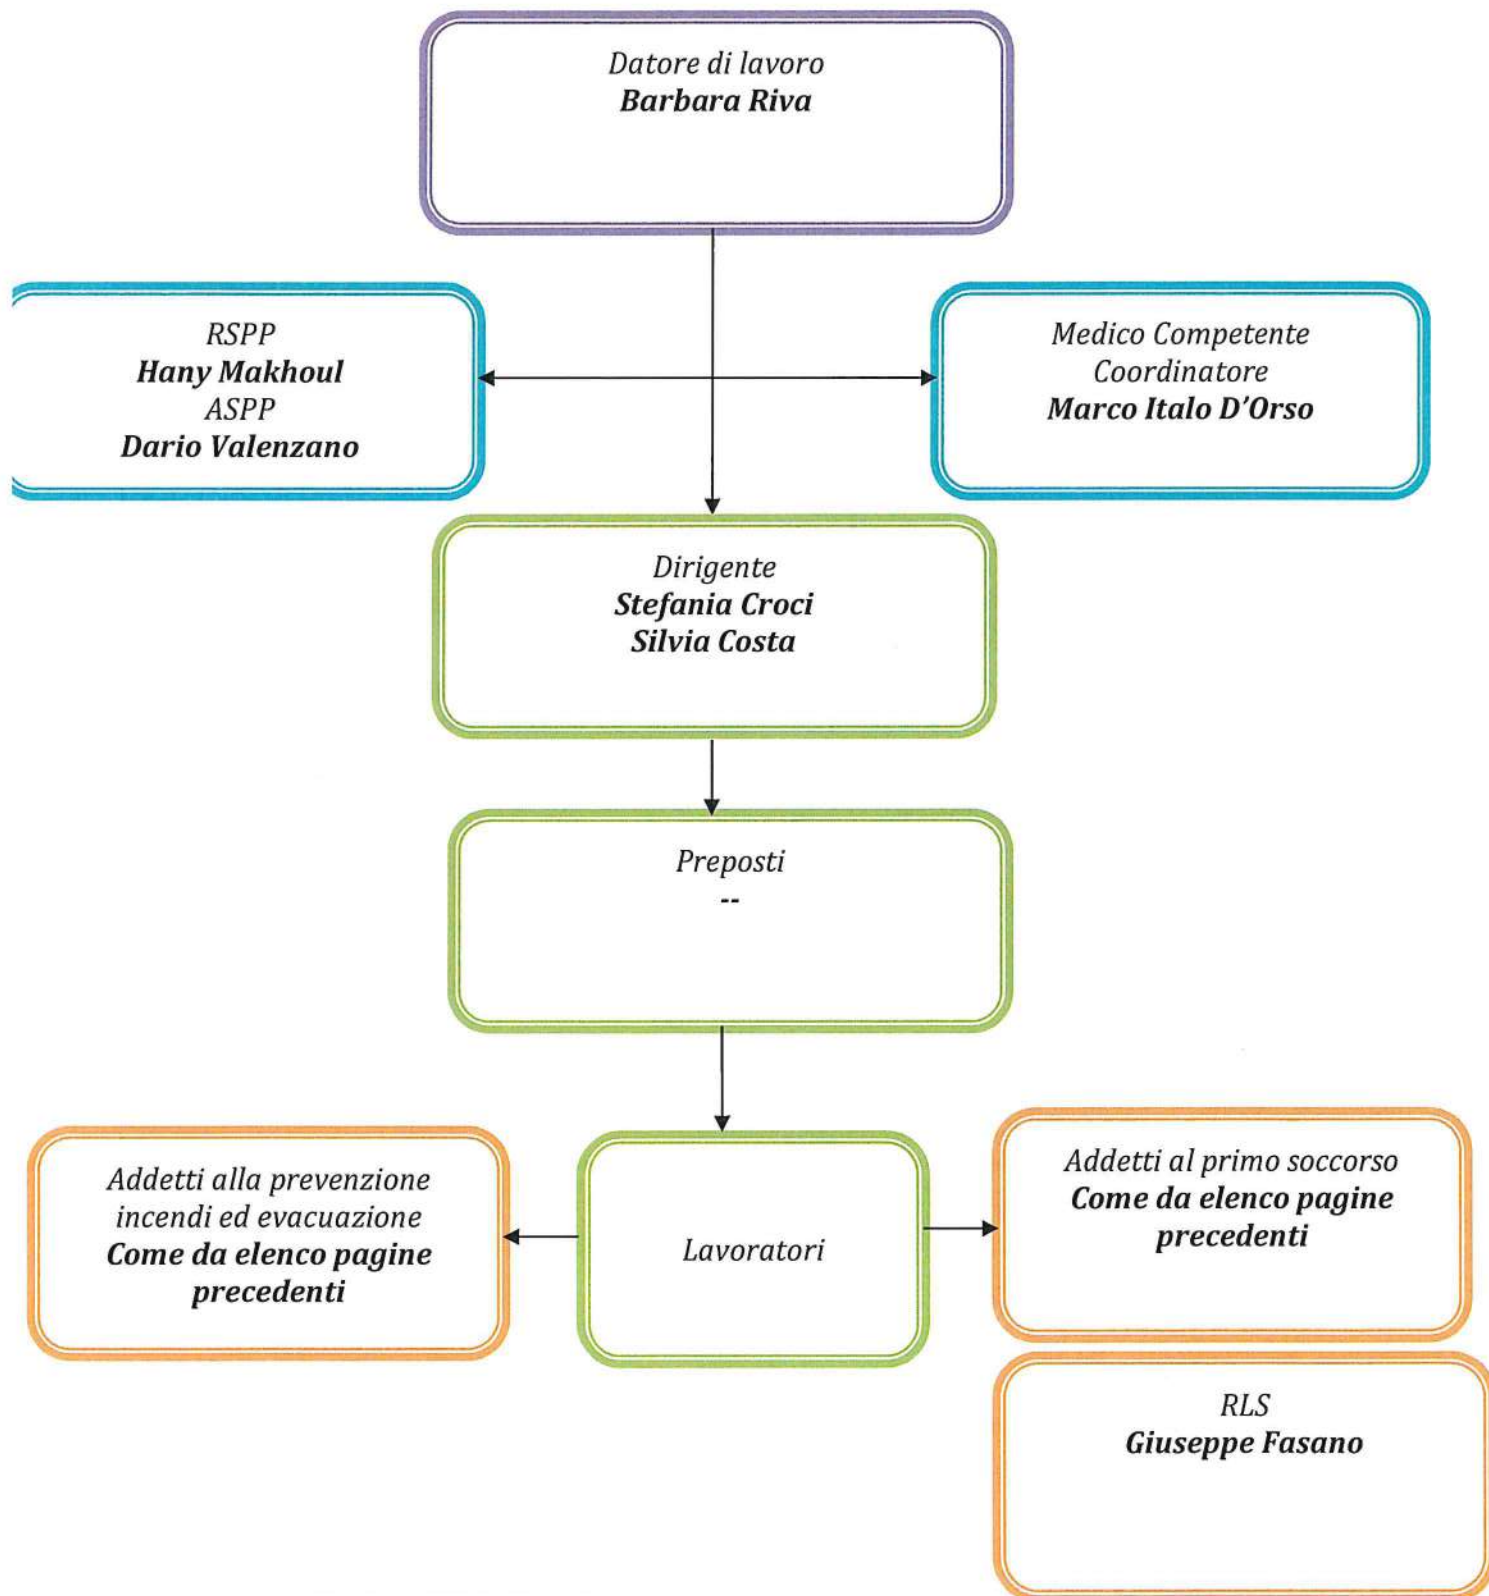 Datore di lavoro
Barbara Riva
RSPP
Hany Makhoul
ASPP
Dario Valenzano
Medico Competente
Coordinatore
Marco Italo D'Orso
Dirigente
Stefania Croci
Silvia Costa
Preposti
--
Addetti alla prevenzione
incendi ed evacuazione
Come da elenco pagine
precedenti
Lavoratori
Addetti al primo soccorso
Come da elenco pagine
precedenti
RLS
Giuseppe Fasano